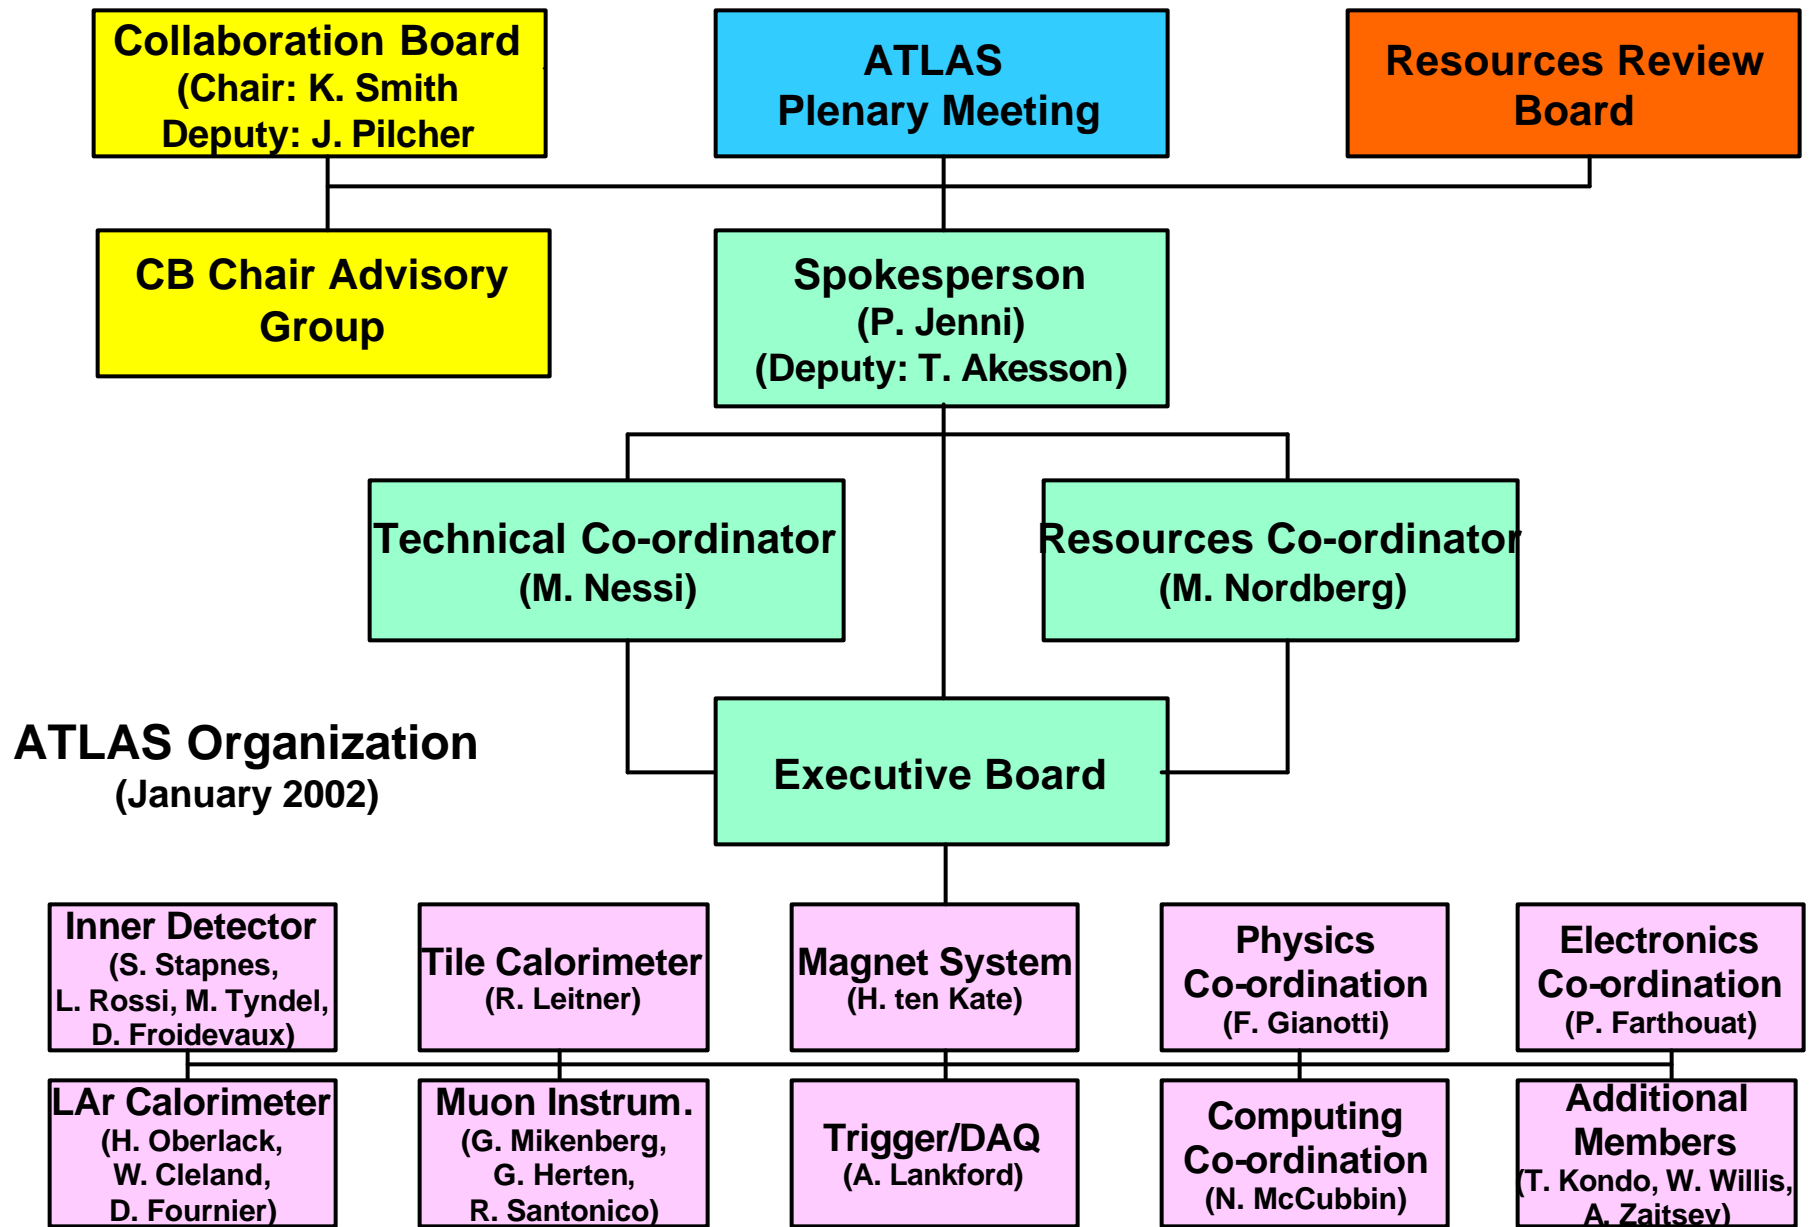 Collaboration Board
(Chair: K. Smith
Deputy: J. Pilcher
ATLAS
Plenary Meeting
Resources Review
Board
CB Chair Advisory
Group
Spokesperson
(P. Jenni)
(Deputy: T. Akesson)
Technical Co-ordinator
(M. Nessi)
Resources Co-ordinator
(M. Nordberg)
ATLAS Organization
(January 2002)
Executive Board
Inner Detector
(S. Stapnes,
L. Rossi, M. Tyndel,
D. Froidevaux)
Tile Calorimeter
(R. Leitner)
Magnet System
(H. ten Kate)
Physics
Co-ordination
(F. Gianotti)
Electronics
Co-ordination
(P. Farthouat)
LAr Calorimeter
(H. Oberlack,
W. Cleland,
D. Fournier)
Muon Instrum.
(G. Mikenberg,
G. Herten,
R. Santonico)
Trigger/DAQ
(A. Lankford)
Computing
Co-ordination
(N. McCubbin)
Additional
Members
(T. Kondo, W. Willis,
A. Zaitsev)